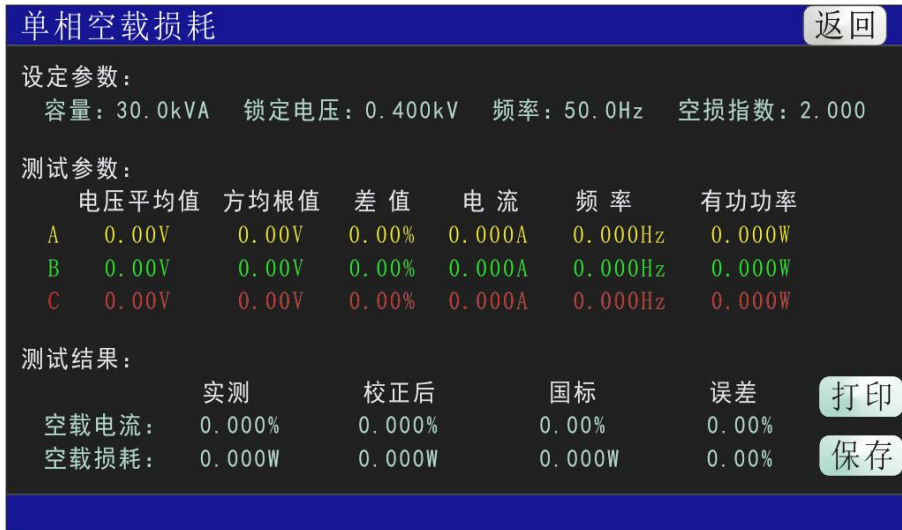 单相空载损耗 返回
设定参数:
容量: 30.0kVA 锁定电压: 0.400kV 频率: 50.0Hz 空损指数: 2.000
测试参数:
电压平均值 方均根值 差 值 电 流 频 率 有功功率
A 0.00V 0.00V 0.00% 0.000A 0.000Hz 0.000W
B 0.00V 0.00V 0.00% 0.000A 0.000Hz 0.000W
C 0.00V 0.00V 0.00% 0.000A 0.000Hz 0.000W
测试结果:
实测 校正后 国标 误差 打印
空载电流: 0.000% 0.000% 0.00% 0.00%
空载损耗: 0.000W 0.000W 0.000W 0.00% 保存